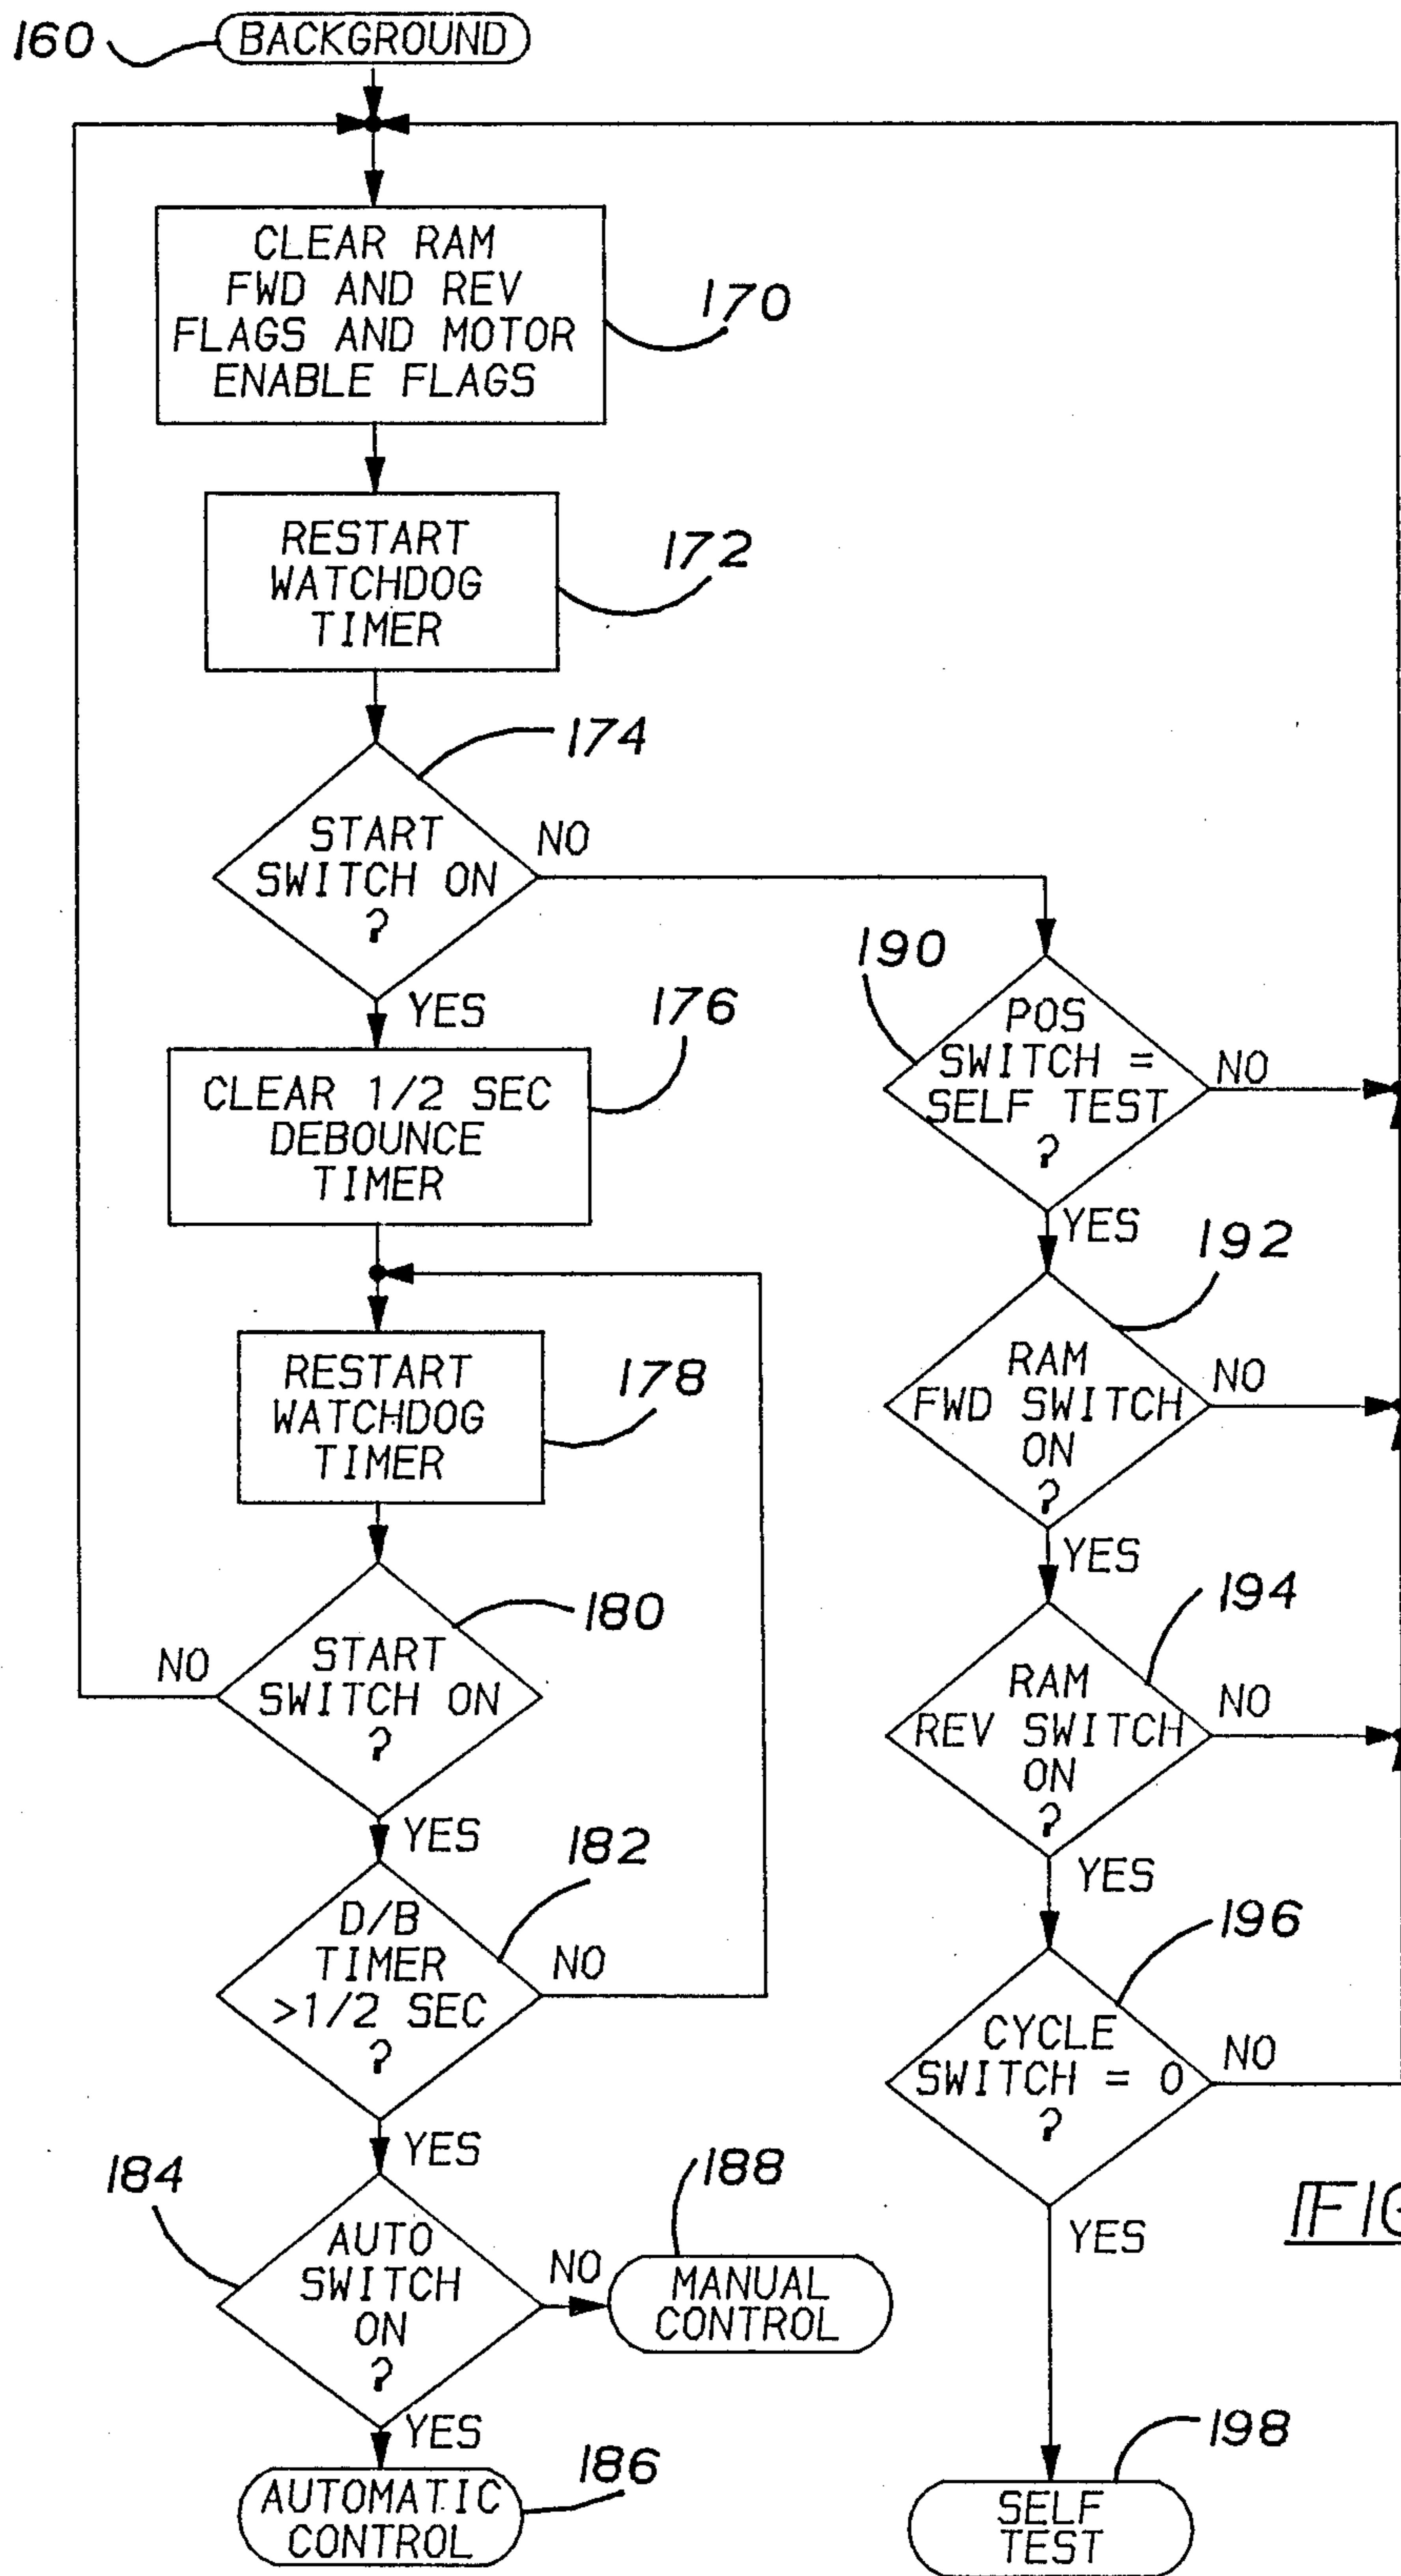 160
BACKGROUND
CLEAR RAM
FWD AND REV
FLAGS AND MOTOR
ENABLE FLAGS
170
RESTART
WATCHDOG
TIMER
172
174
START
SWITCH ON
?
NO
YES
176
CLEAR 1/2 SEC
DEBOUNCE
TIMER
RESTART
WATCHDOG
TIMER
178
180
START
SWITCH ON
?
NO
YES
182
D/B
TIMER
>1/2 SEC
?
NO
YES
184
AUTO
SWITCH
ON
?
NO
188
MANUAL
CONTROL
YES
AUTOMATIC
CONTROL
186
190
POS
SWITCH =
SELF TEST
?
NO
YES
192
RAM
FWD SWITCH
ON
?
NO
YES
194
RAM
REV SWITCH
ON
?
NO
YES
196
CYCLE
SWITCH = 0
?
NO
YES
198
SELF
TEST